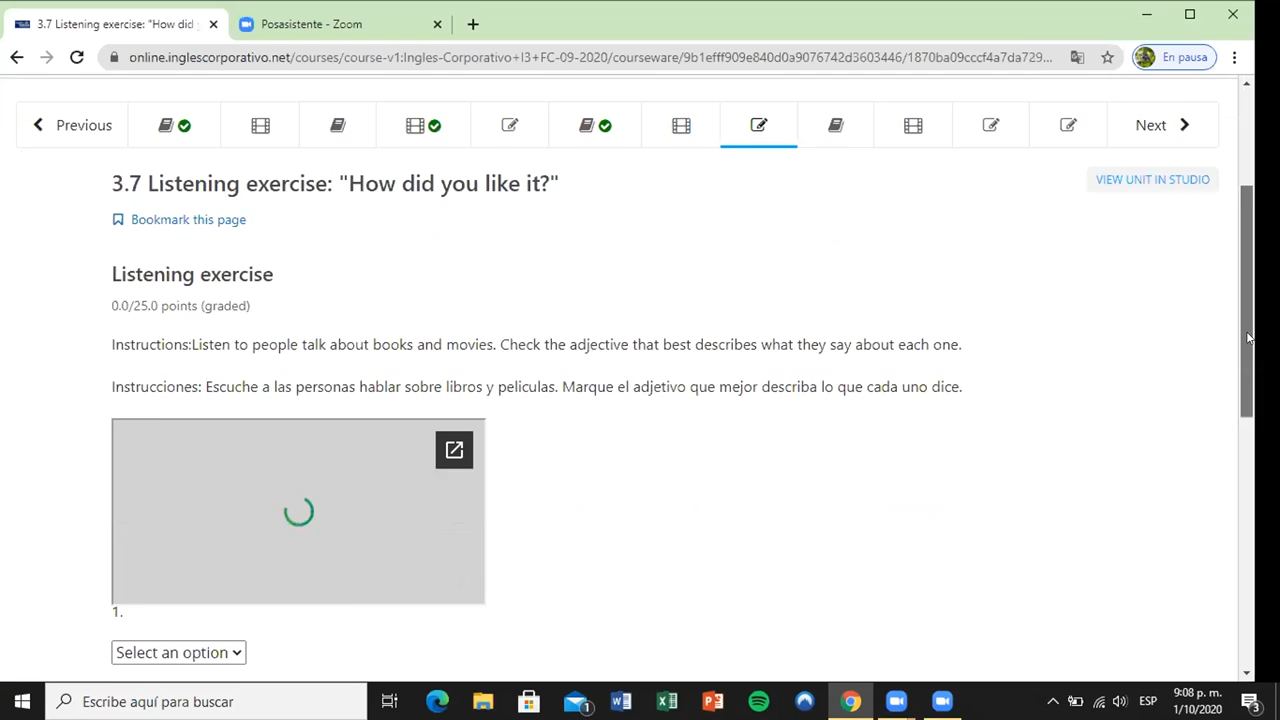 3.7 Listening exercise: "How did
Posasistente - Zoom
online.inglescorporativo.net/courses/course-v1:Ingles-Corporativo+I3+FC-09-2020/courseware/9b1efff909e840d0a9076742d3603446/1870ba09cccf4a7da729...
En pausa
Previous
Next
3.7 Listening exercise: "How did you like it?"
VIEW UNIT IN STUDIO
Bookmark this page
Listening exercise
0.0/25.0 points (graded)
Instructions:Listen to people talk about books and movies. Check the adjective that best describes what they say about each one.
Instrucciones: Escuche a las personas hablar sobre libros y peliculas. Marque el adjetivo que mejor describa lo que cada uno dice.
1.
Select an option
Escribe aquí para buscar
1
ESP
9:08 p. m.
1/10/2020
3